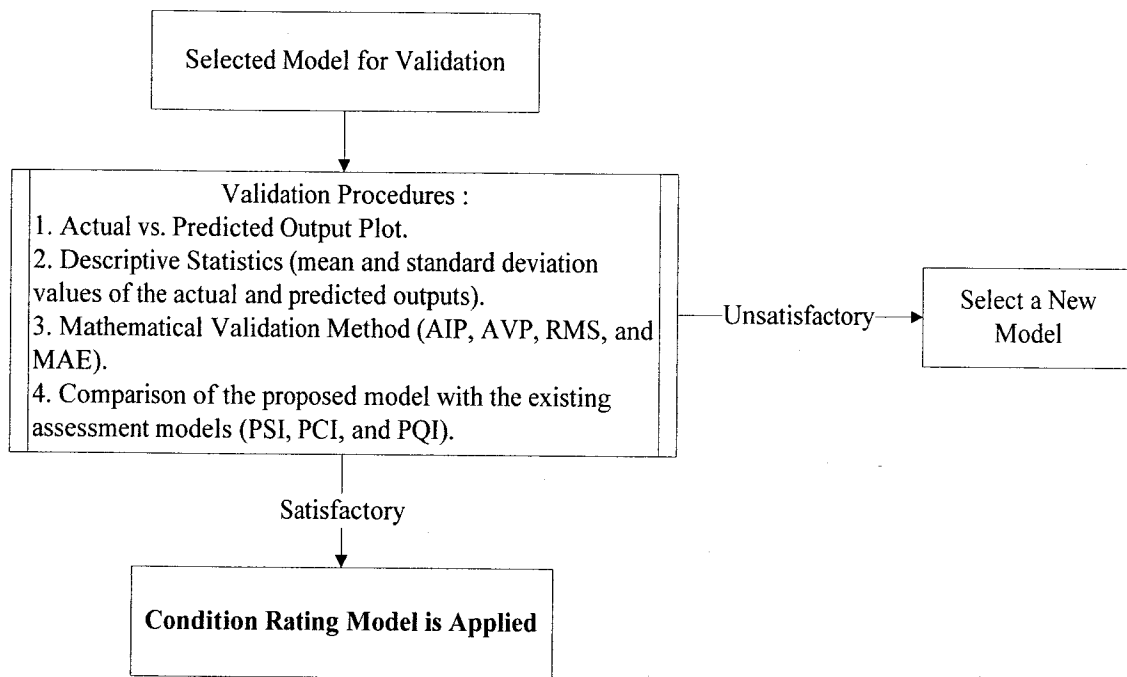 Selected Model for Validation
Validation Procedures :
1. Actual vs. Predicted Output Plot.
2. Descriptive Statistics (mean and standard deviation
values of the actual and predicted outputs).
3. Mathematical Validation Method (AIP, AVP, RMS, and
MAE).
4. Comparison of the proposed model with the existing
assessment models (PSI, PCI, and PQI).
Unsatisfactory
Select a New
Model
Satisfactory
Condition Rating Model is Applied